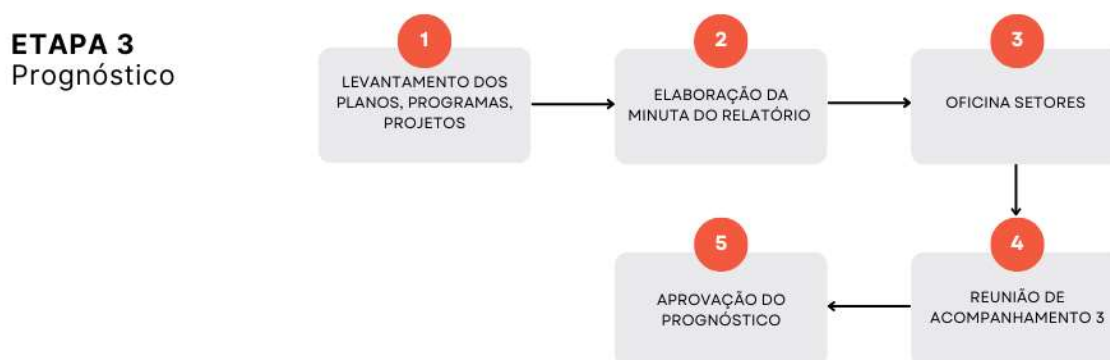 ETAPA 3
Prognóstico
1
LEVANTAMENTO DOS
PLANOS, PROGRAMAS,
PROJETOS
2
ELABORAÇÃO DA
MINUTA DO RELATÓRIO
3
OFICINA SETORES
4
REUNIÃO DE
ACOMPANHAMENTO 3
5
APROVAÇÃO DO
PROGNÓSTICO